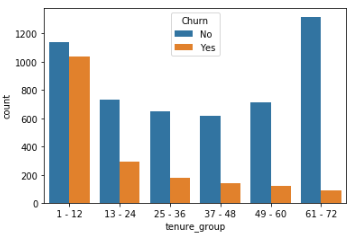 Churn
No
Yes
1200
1000
800
600
400
200
0
count
1 - 12 13 - 24 25 - 36 37 - 48 49 - 60 61 - 72
tenure_group